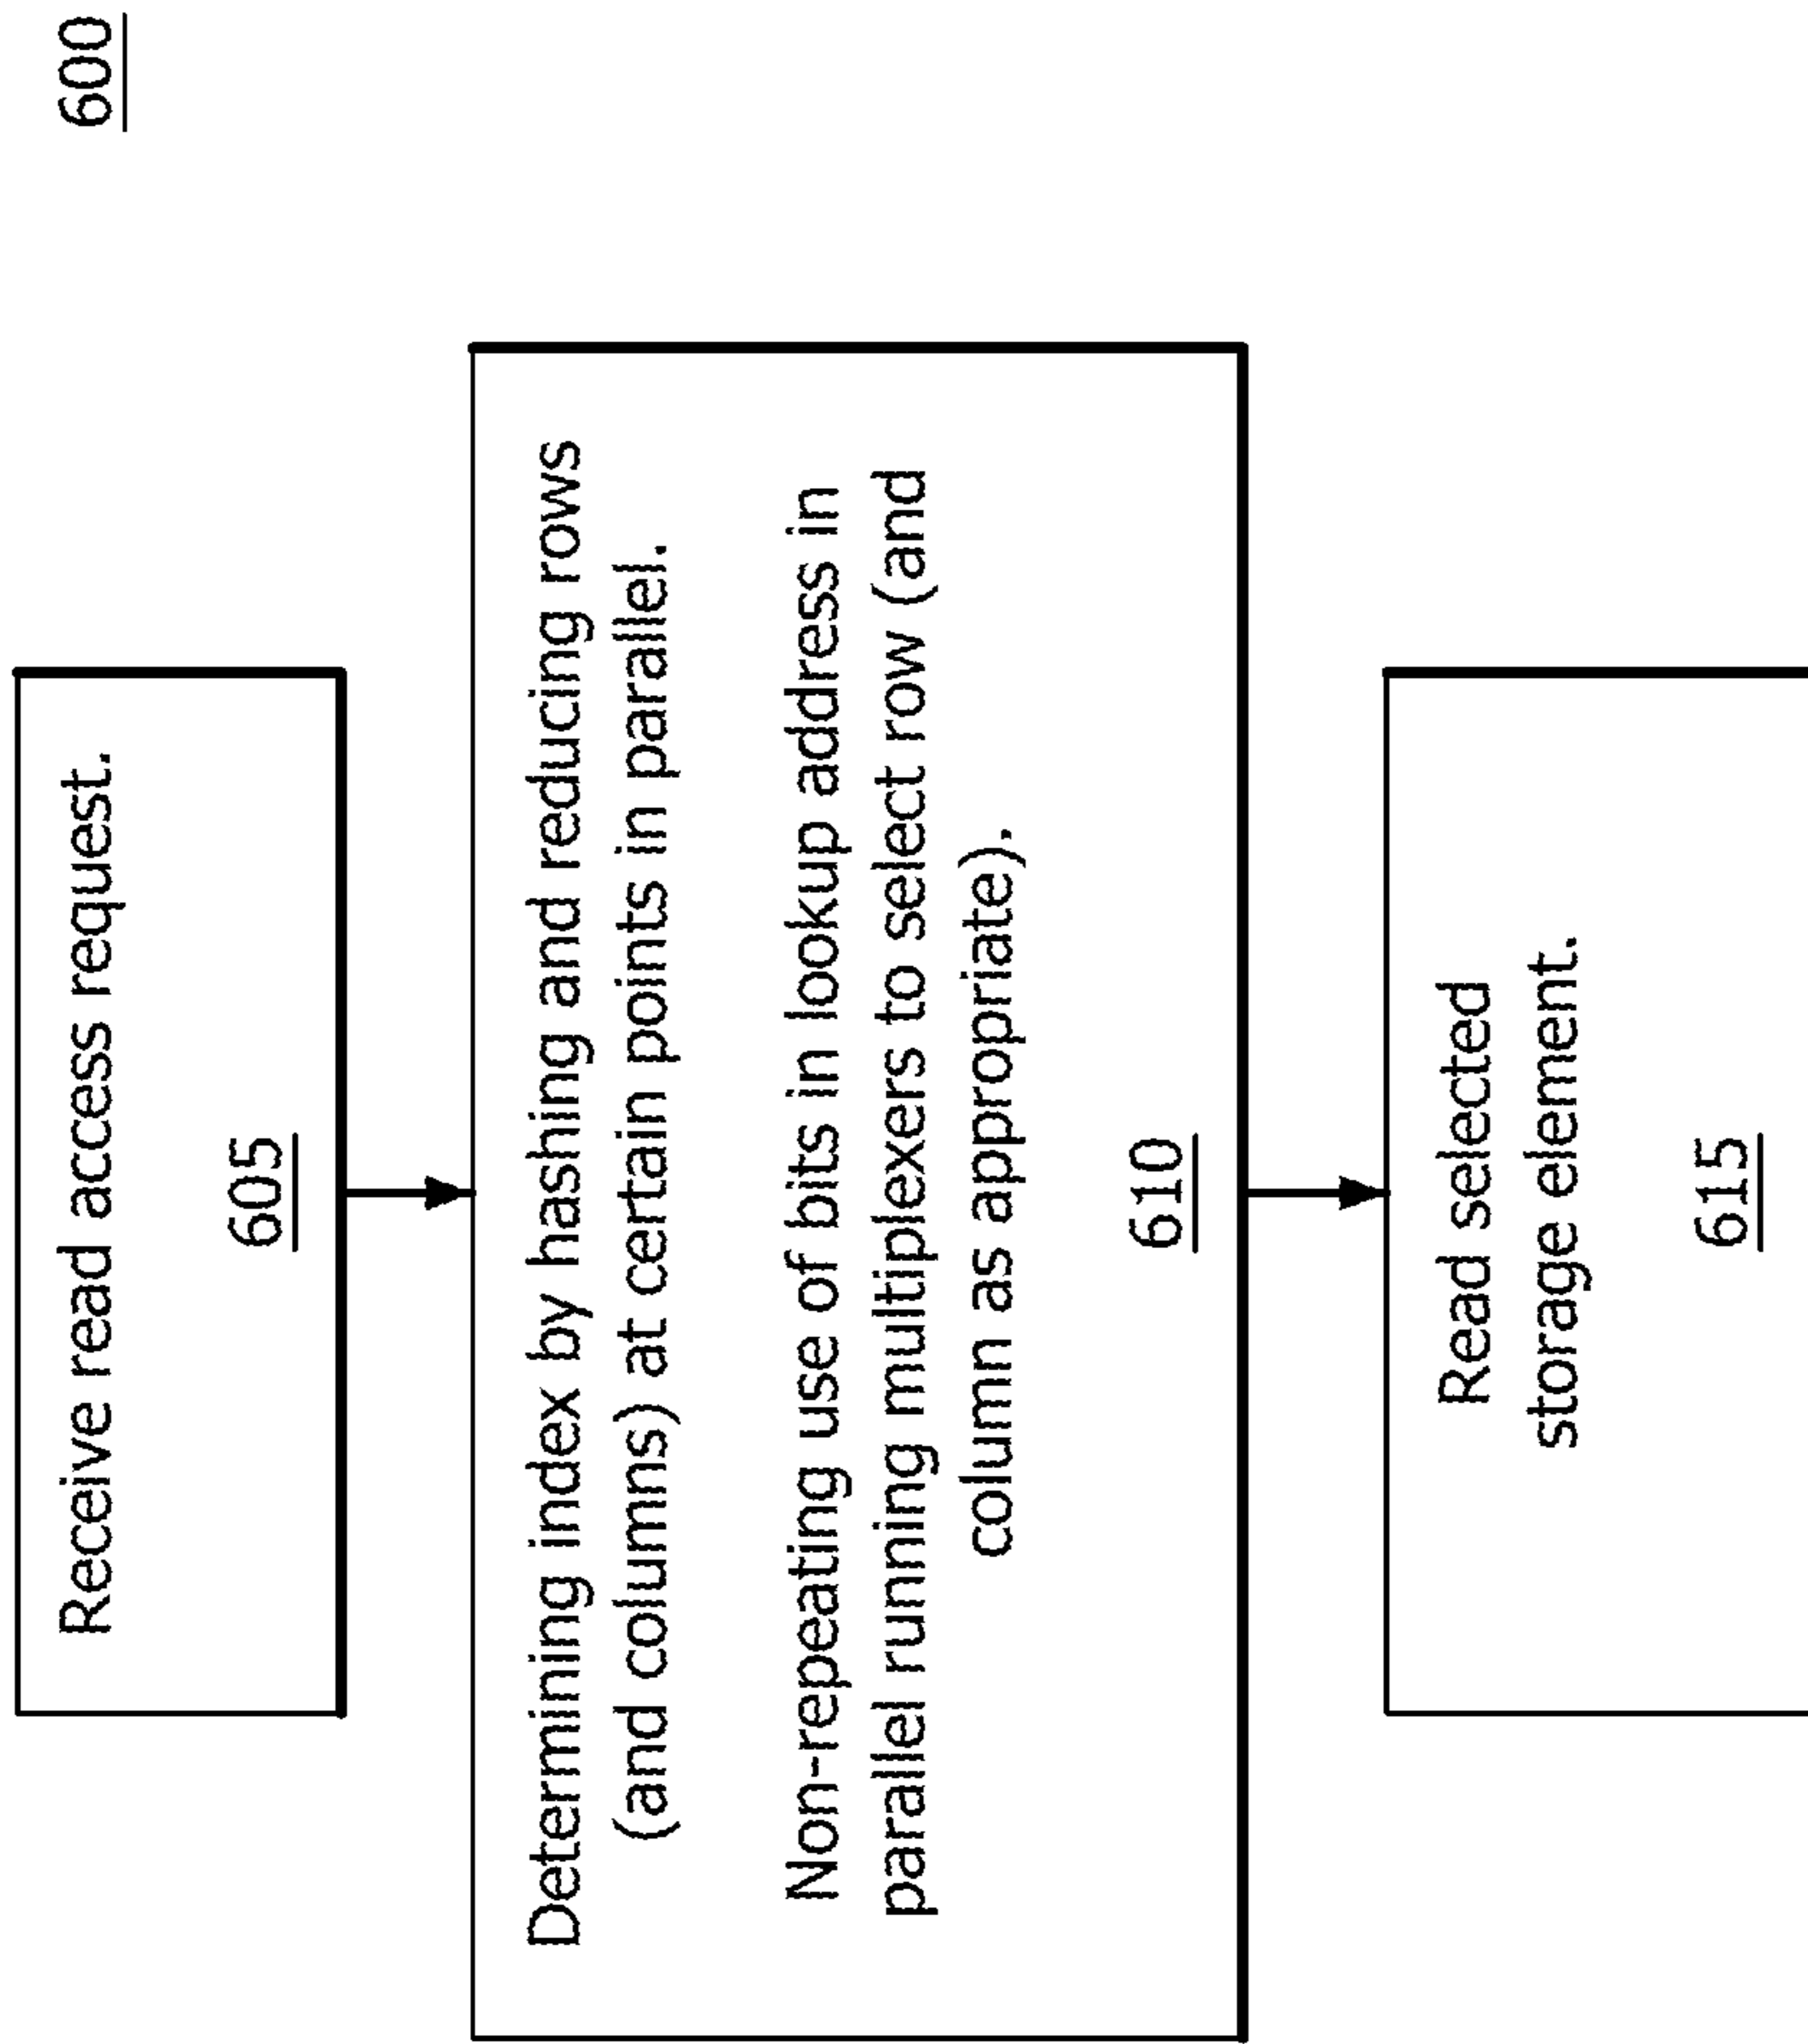 600
Receive read access request.
605
Determining index by hashing and reducing rows
(and columns) at certain points in parallel.
Non-repeating use of bits in lookup address in
parallel running multiplexers to select row (and
column as appropriate).
610
Read selected
storage element.
615